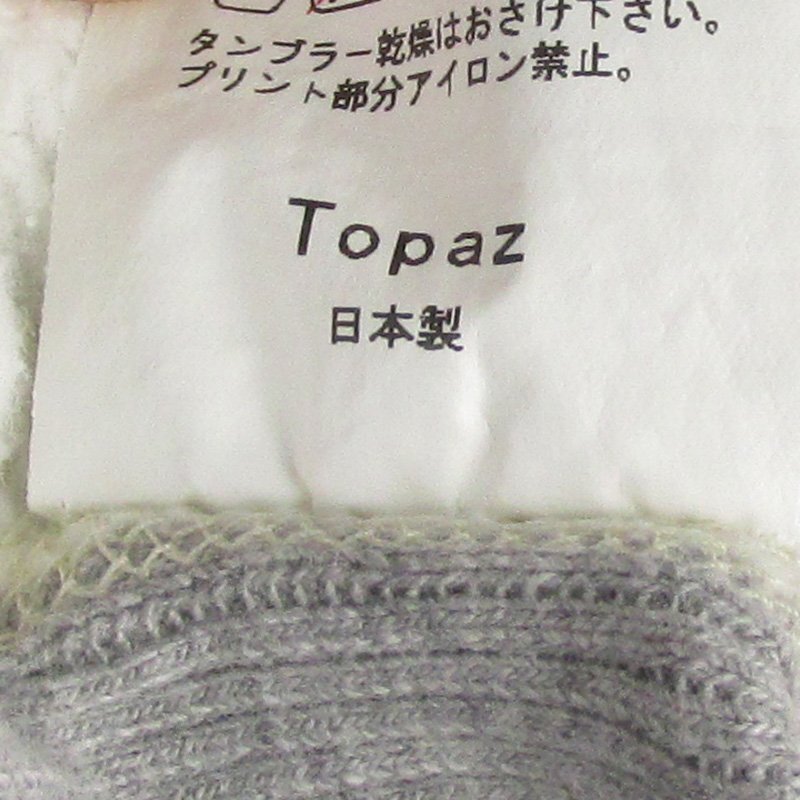 タンブラー乾燥はおさけ下さい。
プリント部分アイロン禁止。
Topaz
日本製